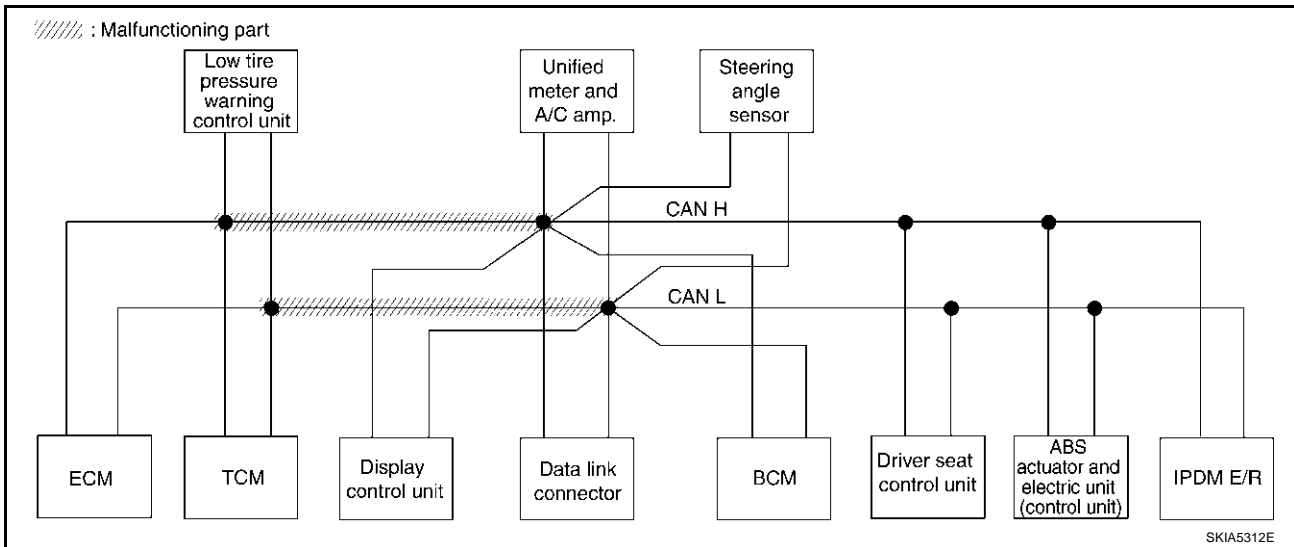 : Malfunctioning part
Low tire
pressure
warning
control unit
Unified
meter and
A/C amp.
Steering
angle
sensor
CAN H
CAN L
ECM
TCM
Display
control unit
Data link
connector
BCM
Driver seat
control unit
ABS
actuator and
electric unit
(control unit)
IPDM E/R
SKIA5312E